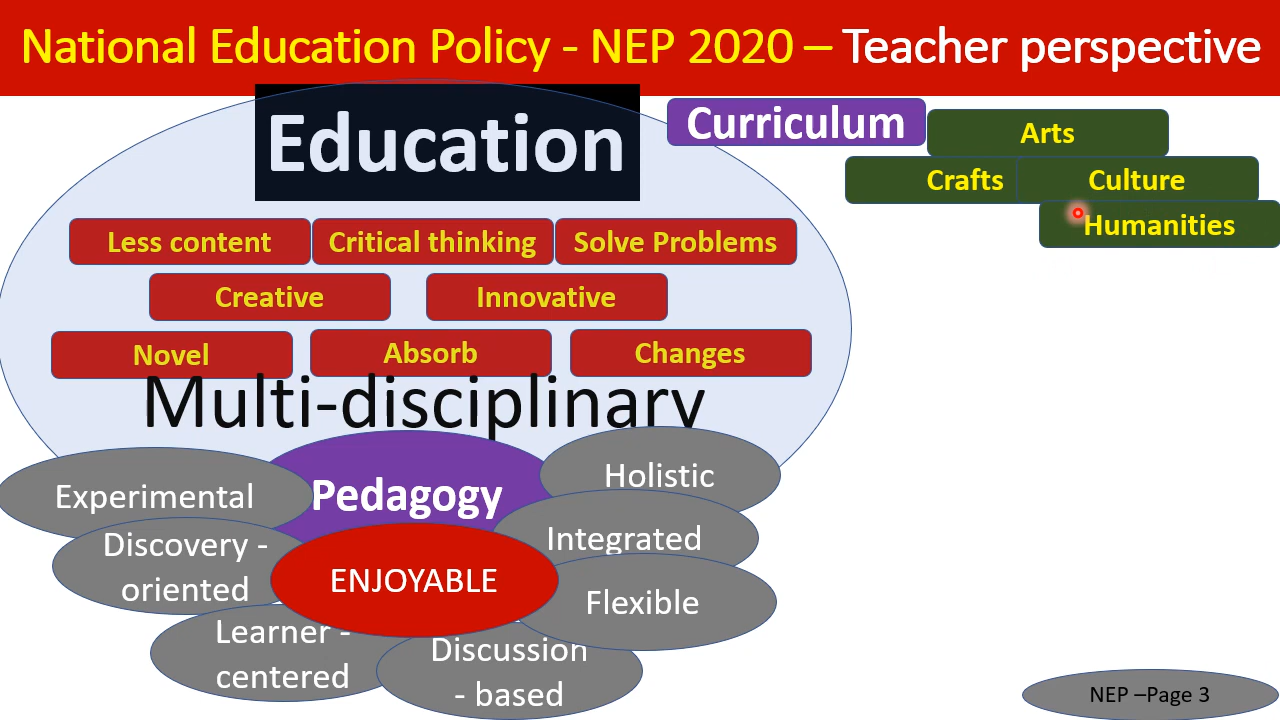 National Education Policy - NEP 2020 – Teacher perspective
Education
Curriculum
Arts
Crafts
Culture
Humanities
Less content
Critical thinking
Solve Problems
Creative
Innovative
Novel
Absorb
Changes
Multi-disciplinary
Pedagogy
Experimental
Discovery -
oriented
Learner -
centered
ENJOYABLE
Discussion
- based
Holistic
Integrated
Flexible
NEP –Page 3